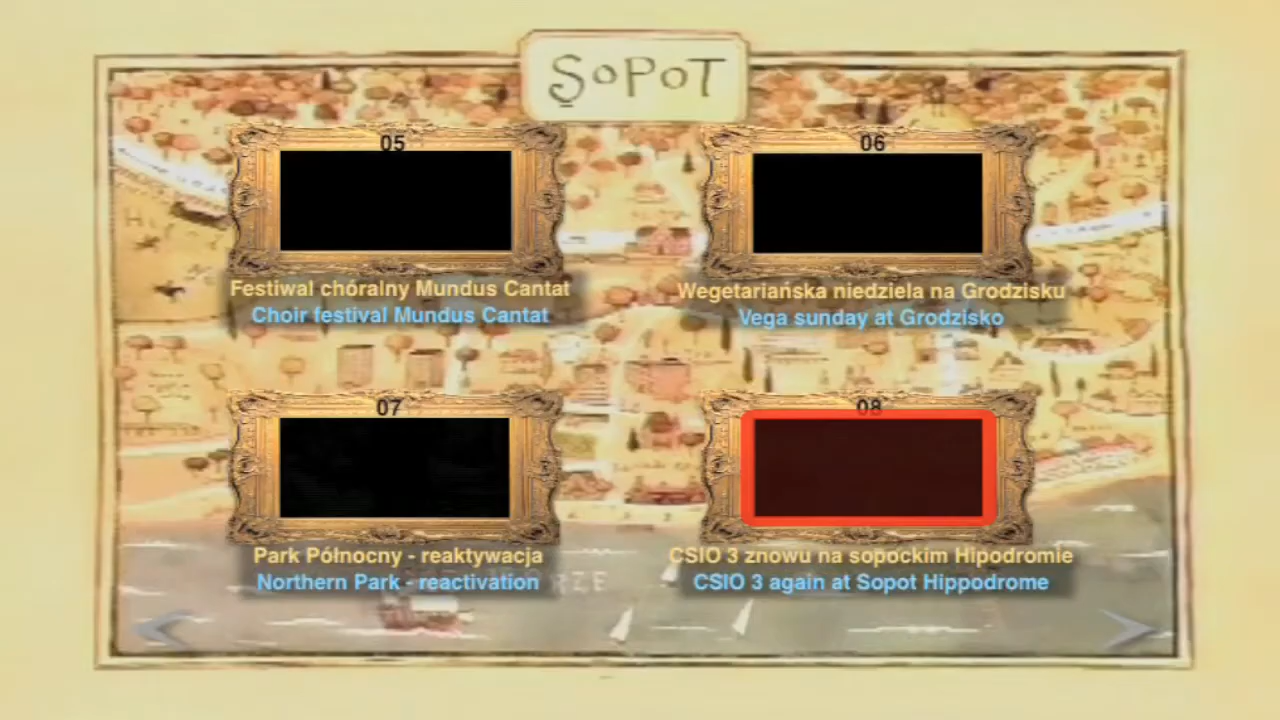 SOPOT
05
06
Festiwal chóralny Mundus Cantat
Choir festival Mundus Cantat
Wegetariańska niedziela na Grodzisku
Vega sunday at Grodzisko
07
08
Park Północny - reaktywacja
Northern Park - reactivation
CSIO 3 znowu na sopockim Hipodromie
CSIO 3 again at Sopot Hippodrome